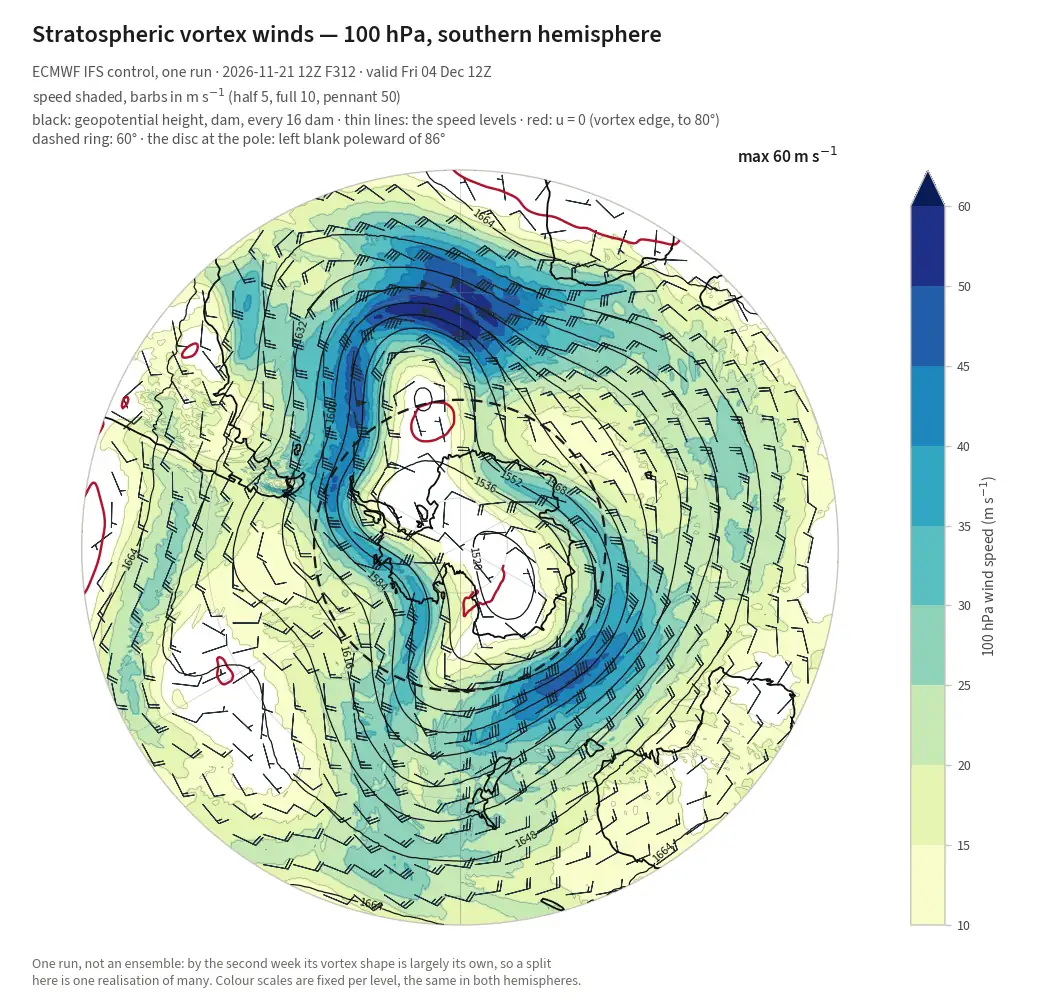 Stratospheric vortex winds — 100 hPa, southern hemisphere
ECMWF IFS control, one run · 2026-11-21 12Z F312 · valid Fri 04 Dec 12Z
speed shaded, barbs in m s−1 (half 5, full 10, pennant 50)
black: geopotential height, dam, every 16 dam · thin lines: the speed levels · red: u = 0 (vortex edge, to 80°)
dashed ring: 60° · the disc at the pole: left blank poleward of 86°
max 60 m s−1
1664
1632
1600
1536
1552
1568
1520
1584
1664
1616
1648
1664
1664
60
50
45
40
35
30
25
20
15
10
100 hPa wind speed (m s−1)
One run, not an ensemble: by the second week its vortex shape is largely its own, so a split
here is one realisation of many. Colour scales are fixed per level, the same in both hemispheres.